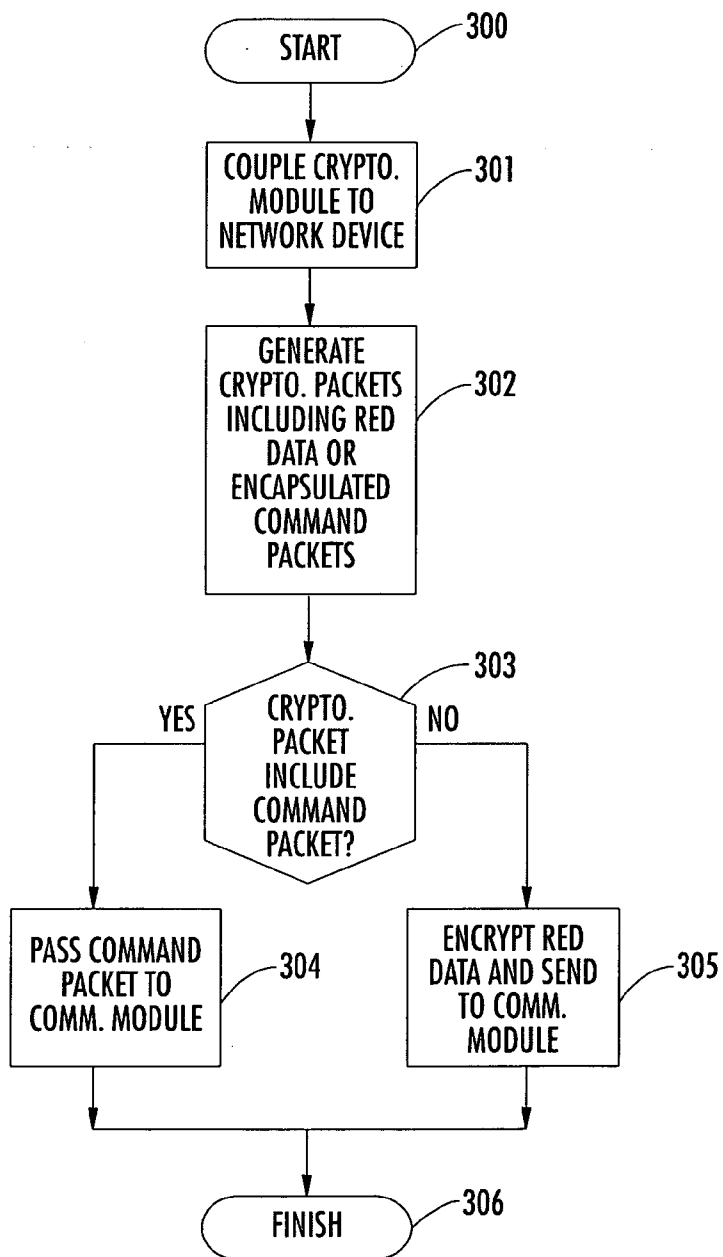 START
300
COUPLE CRYPTO.
MODULE TO
NETWORK DEVICE
301
GENERATE
CRYPTO. PACKETS
INCLUDING RED
DATA OR
ENCAPSULATED
COMMAND
PACKETS
302
303
YES
CRYPTO.
PACKET
INCLUDE
COMMAND
PACKET?
NO
PASS COMMAND
PACKET TO
COMM. MODULE
304
ENCRYPT RED
DATA AND SEND
TO COMM.
MODULE
305
FINISH
306